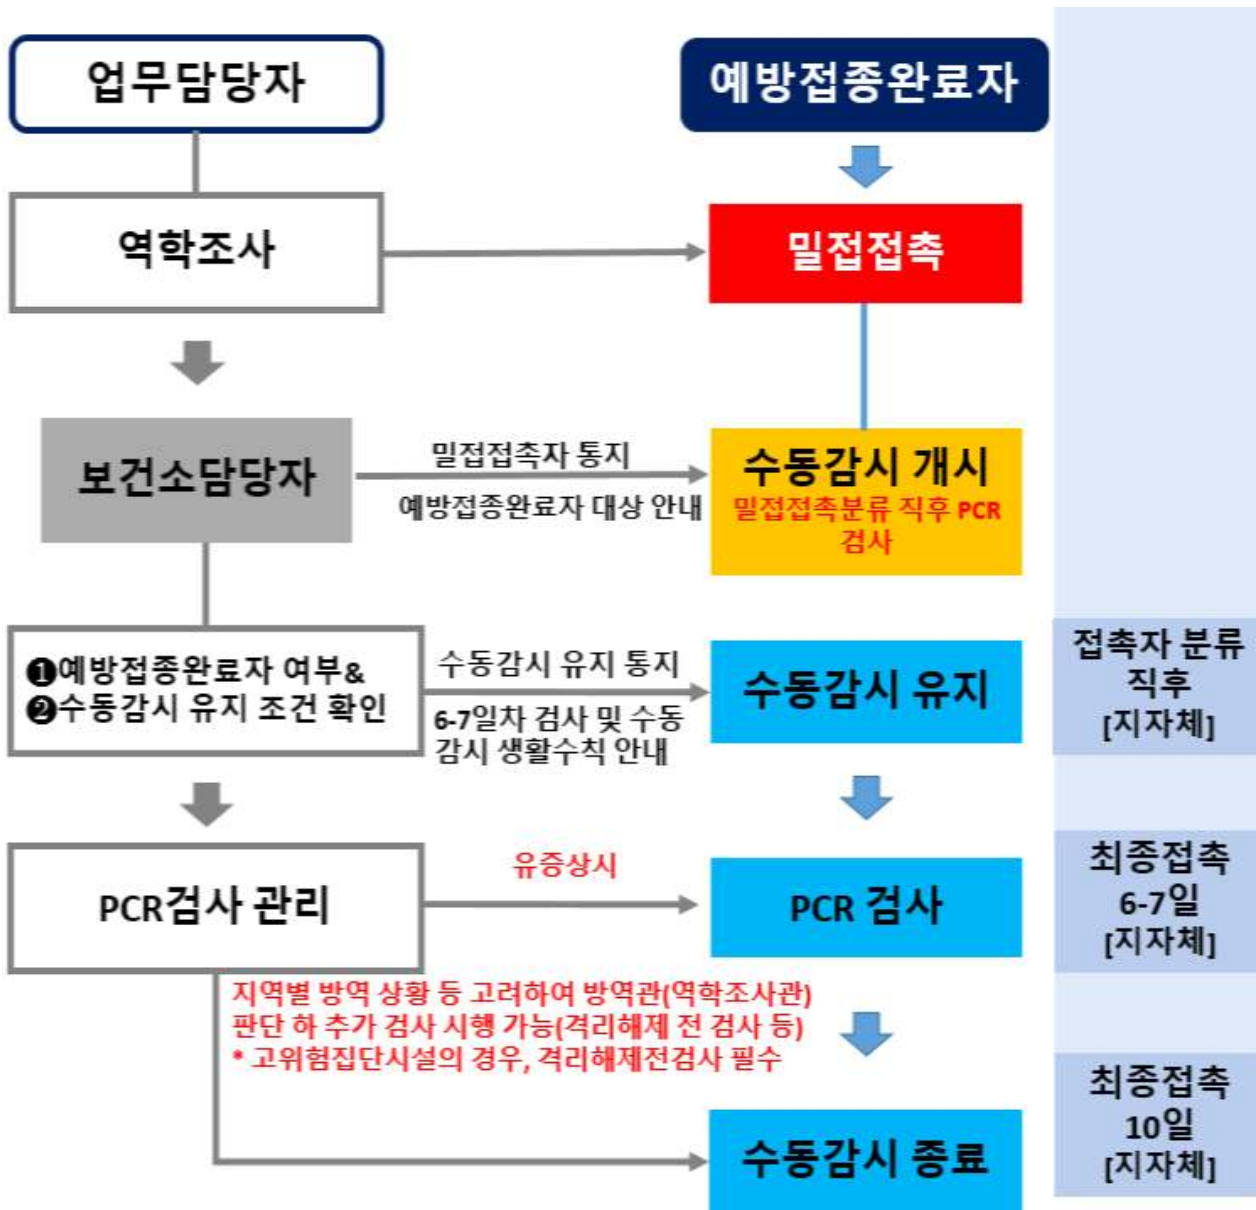 업무담당자
예방접종완료자
역학조사
밀접접촉
보건소담당자
밀접접촉자 통지
예방접종완료자 대상 안내
수동감시 개시
밀접접촉분류 직후 PCR
검사
❶예방접종완료자 여부&
❷수동감시 유지 조건 확인
수동감시 유지 통지
6-7일차 검사 및 수동
감시 생활수칙 안내
수동감시 유지
접촉자 분류
직후
[지자체]
PCR검사 관리
유증상시
PCR 검사
최종접촉
6-7일
[지자체]
지역별 방역 상황 등 고려하여 방역관(역학조사관)
판단 하 추가 검사 시행 가능(격리해제 전 검사 등)
* 고위험집단시설의 경우, 격리해제전검사 필수
수동감시 종료
최종접촉
10일
[지자체]